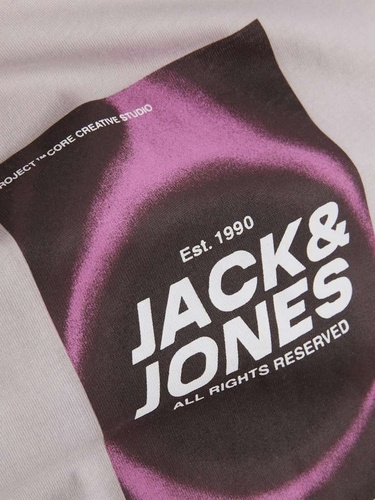 PROJECT™ CORE CREATIVE STUDIO
Est. 1990
JACK&
JONES
ALL RIGHTS RESERVED